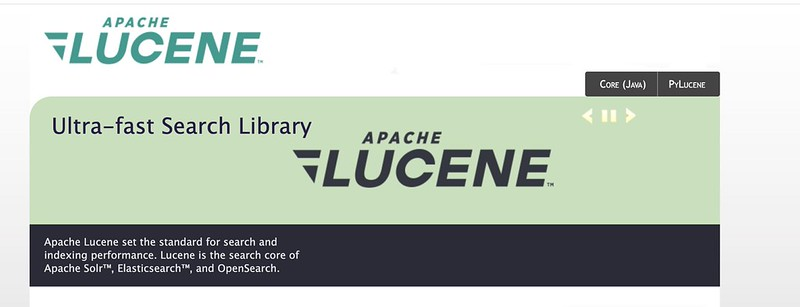 APACHE
LUCENE™
Core (Java) PyLucene
Ultra-fast Search Library
APACHE
LUCENE™
Apache Lucene set the standard for search and
indexing performance. Lucene is the search core of
Apache Solr™, Elasticsearch™, and OpenSearch.